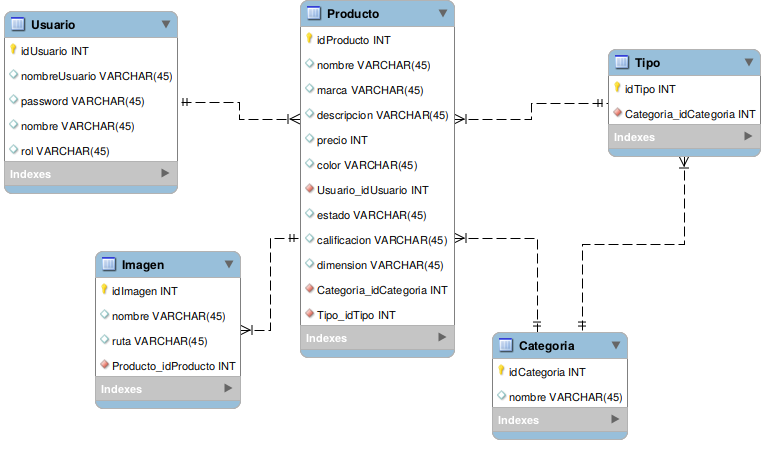 Usuario
idUsuario INT
nombreUsuario VARCHAR(45)
password VARCHAR(45)
nombre VARCHAR(45)
rol VARCHAR(45)
Indexes
Producto
idProducto INT
nombre VARCHAR(45)
marca VARCHAR(45)
descripcion VARCHAR(45)
precio INT
color VARCHAR(45)
Usuario_idUsuario INT
estado VARCHAR(45)
calificacion VARCHAR(45)
dimension VARCHAR(45)
Categoria_idCategoria INT
Tipo_idTipo INT
Indexes
Tipo
idTipo INT
Categoria_idCategoria INT
Indexes
Imagen
idImagen INT
nombre VARCHAR(45)
ruta VARCHAR(45)
Producto_idProducto INT
Indexes
Categoria
idCategoria INT
nombre VARCHAR(45)
Indexes